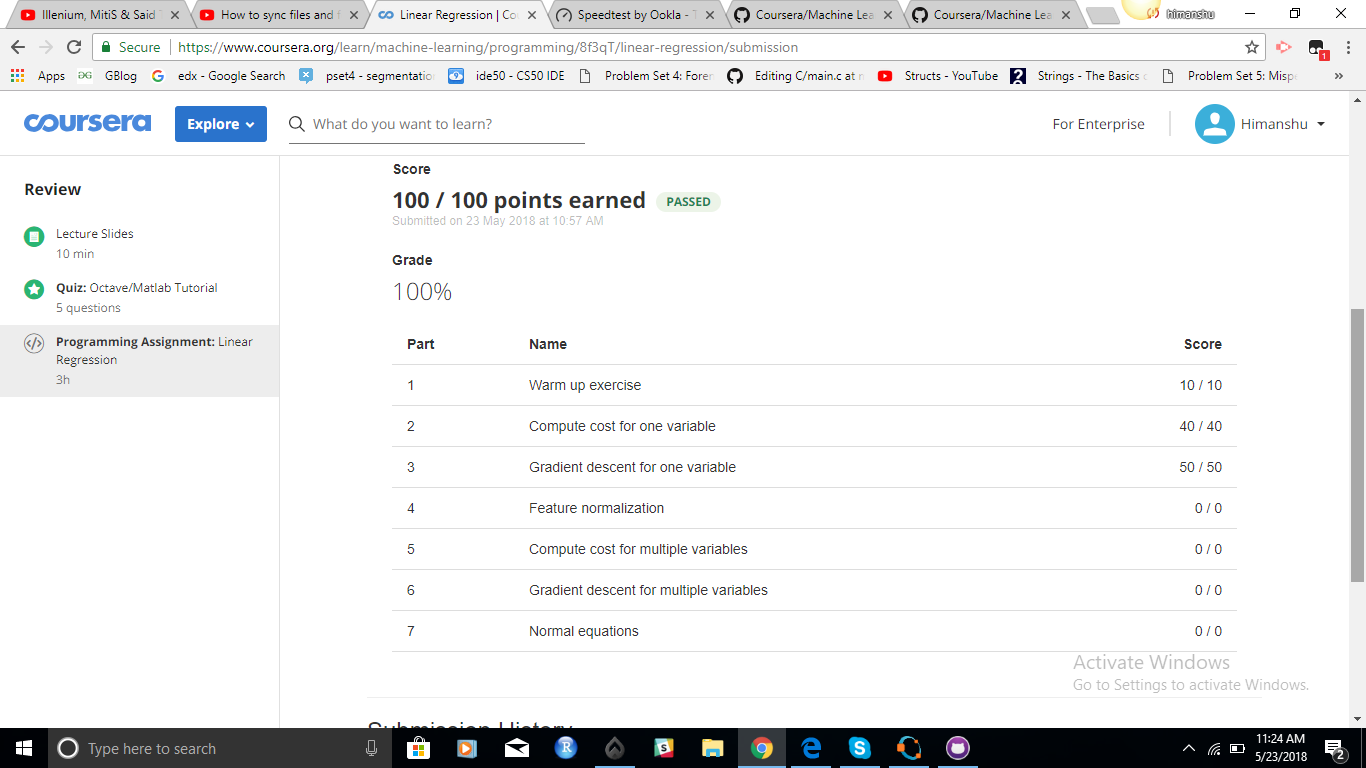 Illenium, MitiS & Said
How to sync files and f
Linear Regression | Co
Speedtest by Ookla - T
Coursera/Machine Lea
Coursera/Machine Lea
himanshu
Secure https://www.coursera.org/learn/machine-learning/programming/8f3qT/linear-regression/submission
1
Apps GBlog edx - Google Search pset4 - segmentatio ide50 - CS50 IDE Problem Set 4: Foren Editing C/main.c at Structs - YouTube Strings - The Basics Problem Set 5: Misp »
coursera Explore What do you want to learn? For Enterprise Himanshu
Review
Lecture Slides
10 min
Quiz: Octave/Matlab Tutorial
5 questions
Programming Assignment: Linear
Regression
3h
Score
100 / 100 points earned PASSED
Submitted on 23 May 2018 at 10:57 AM
Grade
100%
Part Name Score
1 Warm up exercise 10 / 10
2 Compute cost for one variable 40 / 40
3 Gradient descent for one variable 50 / 50
4 Feature normalization 0 / 0
5 Compute cost for multiple variables 0 / 0
6 Gradient descent for multiple variables 0 / 0
7 Normal equations 0 / 0
Activate Windows
Go to Settings to activate Windows.
Submission History
Type here to search
11:24 AM
5/23/2018
2